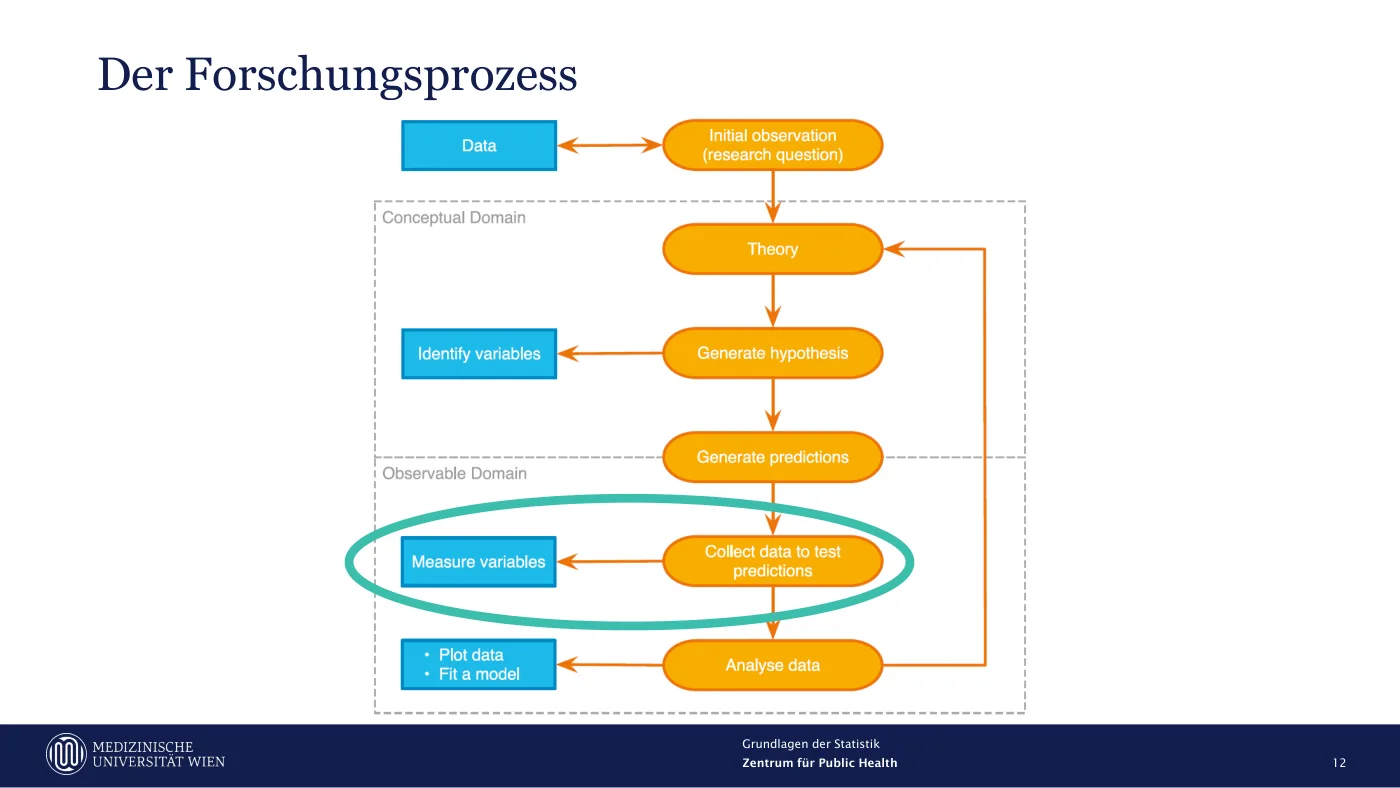 Der Forschungsprozess
Data
Initial observation
(research question)
Conceptual Domain
Theory
Identify variables
Generate hypothesis
Generate predictions
Observable Domain
Measure variables
Collect data to test
predictions
• Plot data
• Fit a model
Analyse data
MEDIZINISCHE
UNIVERSITÄT WIEN
Grundlagen der Statistik
Zentrum für Public Health
12